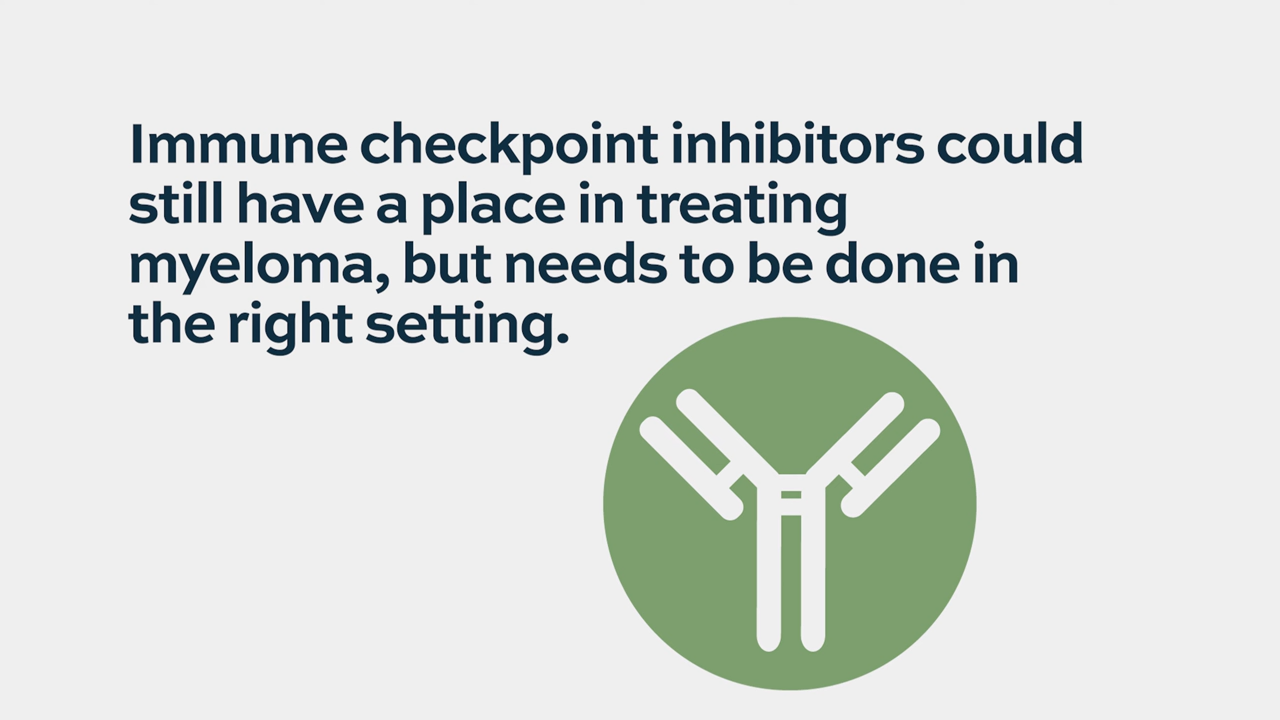 Immune checkpoint inhibitors could
still have a place in treating
myeloma, but needs to be done in
the right setting.